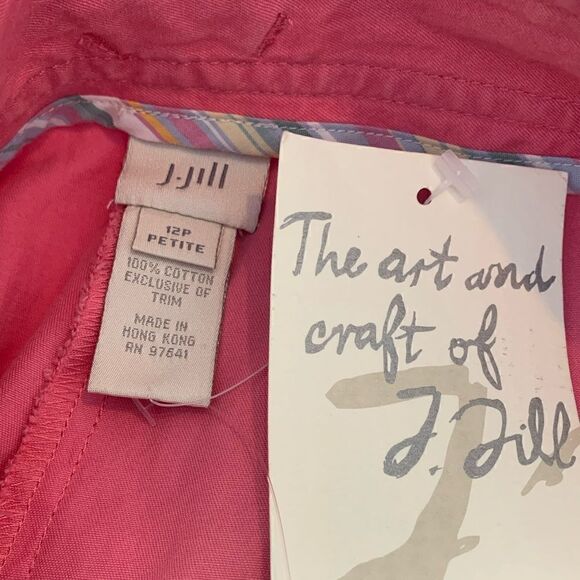 J.Jill
12P
PETITE
100% COTTON
EXCLUSIVE OF
TRIM
MADE IN
HONG KONG
RN 97641
The art and
craft of
J. Jill